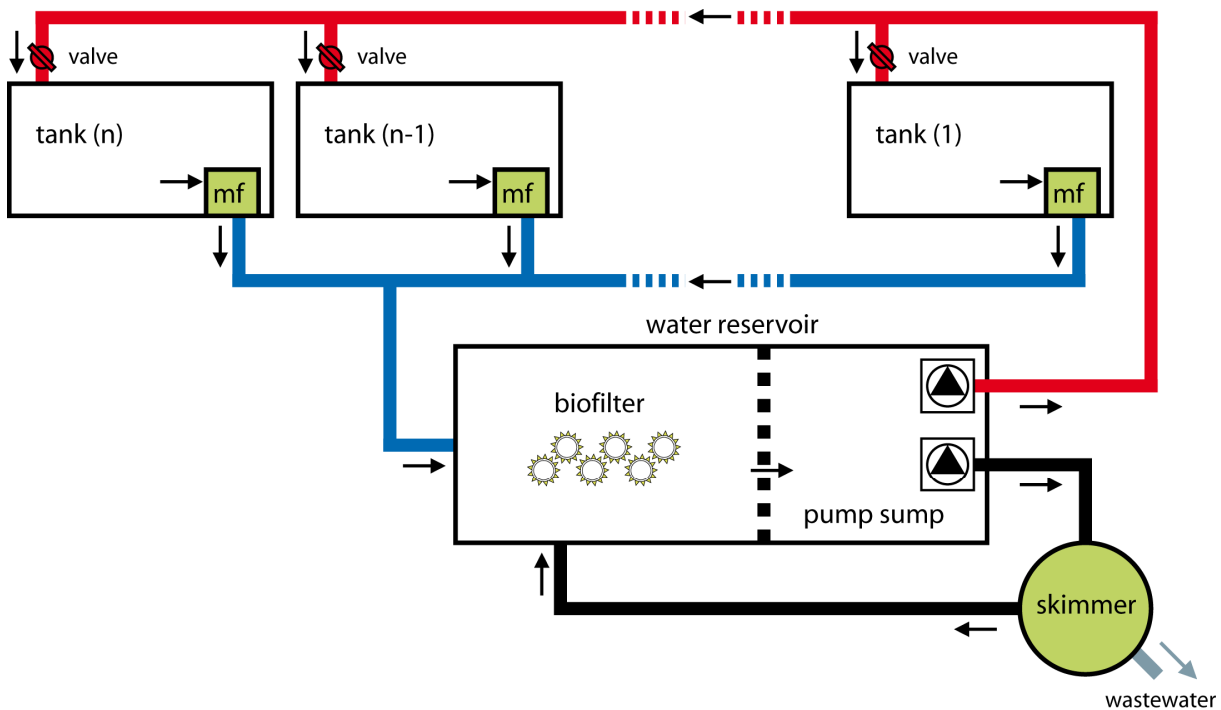 valve
valve
valve
tank (n)
tank (n-1)
tank (1)
mf
mf
mf
water reservoir
biofilter
pump sump
skimmer
wastewater